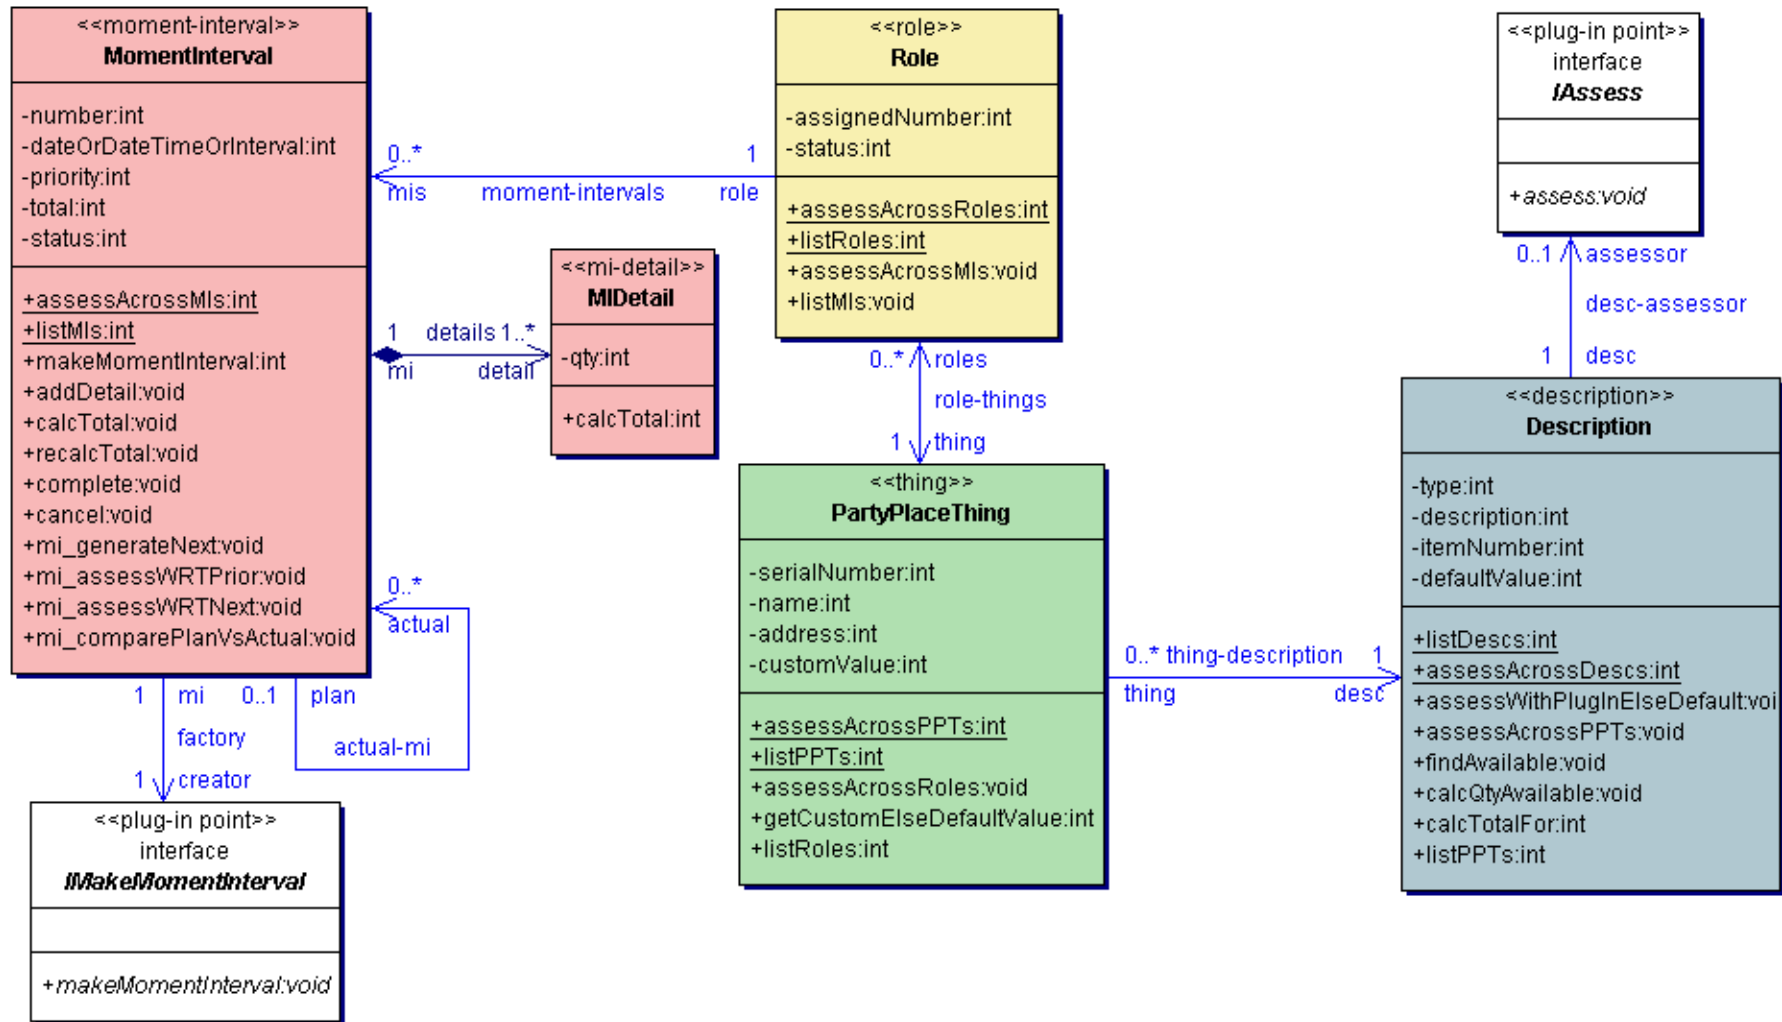 <<moment-interval>>
MomentInterval
-number:int
-dateOrDateTimeOrInterval:int
-priority:int
-total:int
-status:int
+assessAcrossMIs:int
+listMIs:int
+makeMomentInterval:int
+addDetail:void
+calcTotal:void
+recalcTotal:void
+complete:void
+cancel:void
+mi_generateNext:void
+mi_assessWRTPrior:void
+mi_assessWRTNext:void
+mi_comparePlanVsActual:void
0..* 1
mis moment-intervals role
<<role>>
Role
-assignedNumber:int
-status:int
+assessAcrossRoles:int
+listRoles:int
+assessAcrossMIs:void
+listMIs:void
<<plug-in point>>
interface
IAssess
+assess:void
0..1 assessor
desc-assessor
1 desc
<<mi-detail>>
MIDetail
-qty:int
+calcTotal:int
1 details 1..*
mi detail
0..* roles
role-things
1 thing
<<thing>>
PartyPlaceThing
-serialNumber:int
-name:int
-address:int
-customValue:int
+assessAcrossPPTs:int
+listPPTs:int
+assessAcrossRoles:void
+getCustomElseDefaultValue:int
+listRoles:int
0..* thing-description 1
thing desc
<<description>>
Description
-type:int
-description:int
-itemNumber:int
-defaultValue:int
+listDescs:int
+assessAcrossDescs:int
+assessWithPlugInElseDefault:voi
+assessAcrossPPTs:void
+findAvailable:void
+calcQtyAvailable:void
+calcTotalFor:int
+listPPTs:int
0..*
actual
1 mi 0..1 plan
factory actual-mi
1 creator
<<plug-in point>>
interface
IMakeMomentInterval
+makeMomentInterval:void